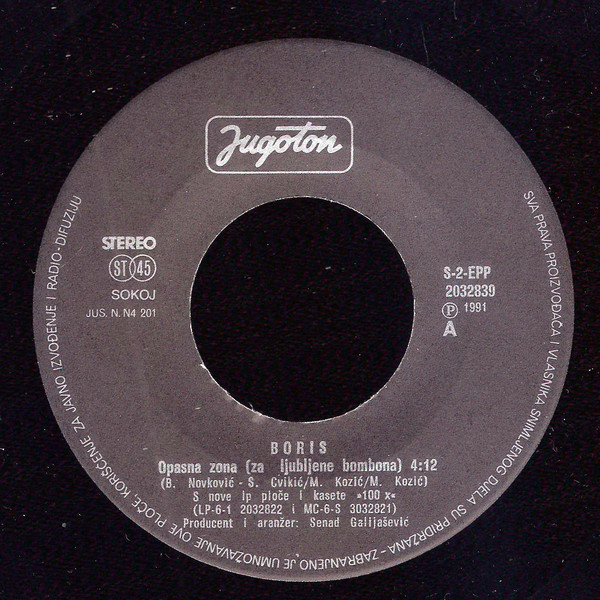 Jugoton
STEREO
ST 45
SOKOJ
JUS. N. N4 201
S-2-EPP
2032839
Ⓟ 1991
A
BORIS
Opasna zona (za ljubljene bombona) 4:12
(B. Novković - S. Cvikić/M. Kozić/M. Kozić)
S nove lp ploče i kasete »100 x«
(LP-6-1 2032822 i MC-6-S 3032821)
Producent i aranžer: Senad Galijašević
SVA PRAVA PROIZVOĐAČA I VLASNIKA SNIMLJENOG DJELA SU PRIDRŽANA - ZABRANJENO JE UMNOŽAVANJE OVE PLOČE, KORIŠĆENJE ZA JAVNO IZVOĐENJE I RADIO-DIFUZIJU